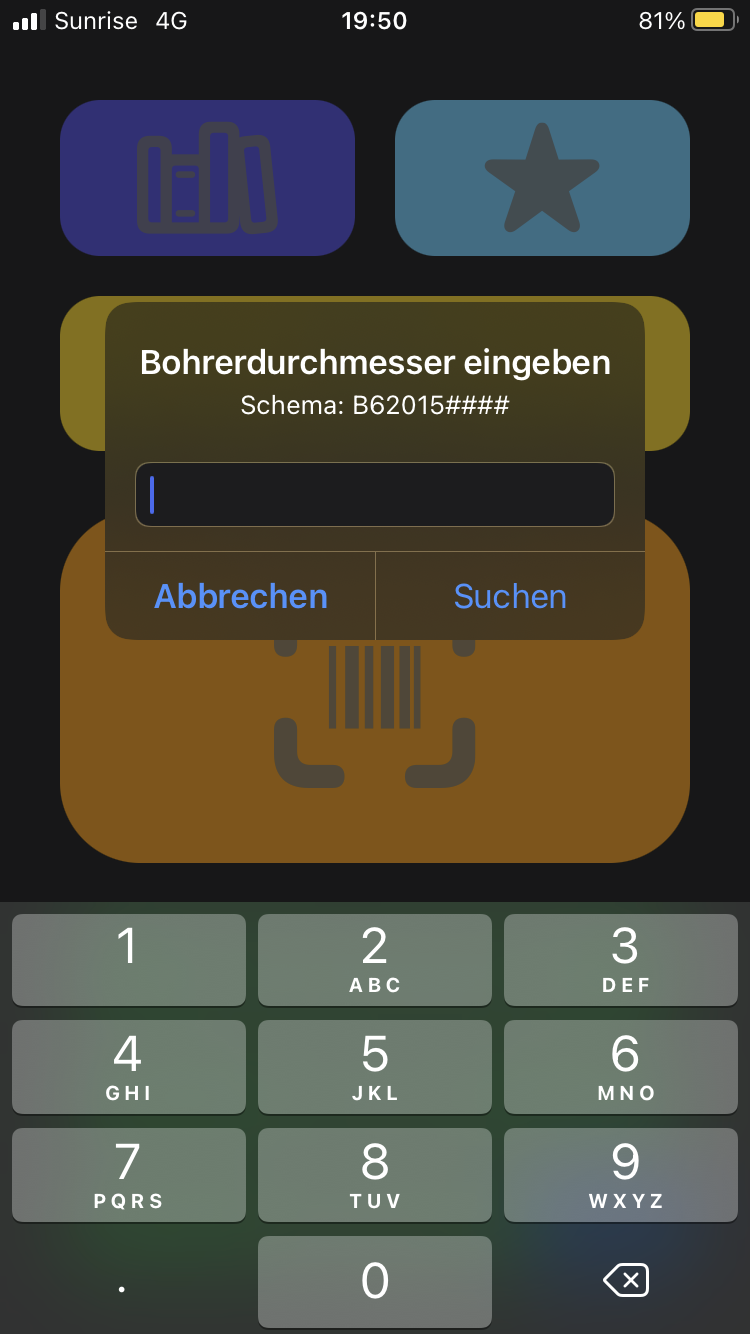 Sunrise 4G 19:50 81%
Bohrerdurchmesser eingeben
Schema: B62015####
Abbrechen Suchen
1 2 3
ABC DEF
4 5 6
GHI JKL MNO
7 8 9
PQRS TUV WXYZ
. 0